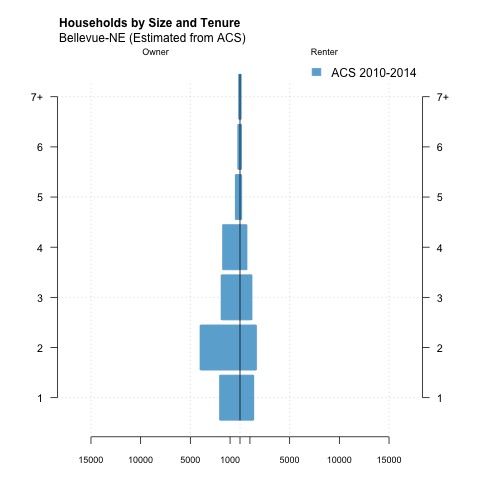 Households by Size and Tenure
Bellevue-NE (Estimated from ACS)
Owner Renter
ACS 2010-2014
7+ 7+
6 6
5 5
4 4
3 3
2 2
1 1
15000 10000 5000 1000 5000 10000 15000